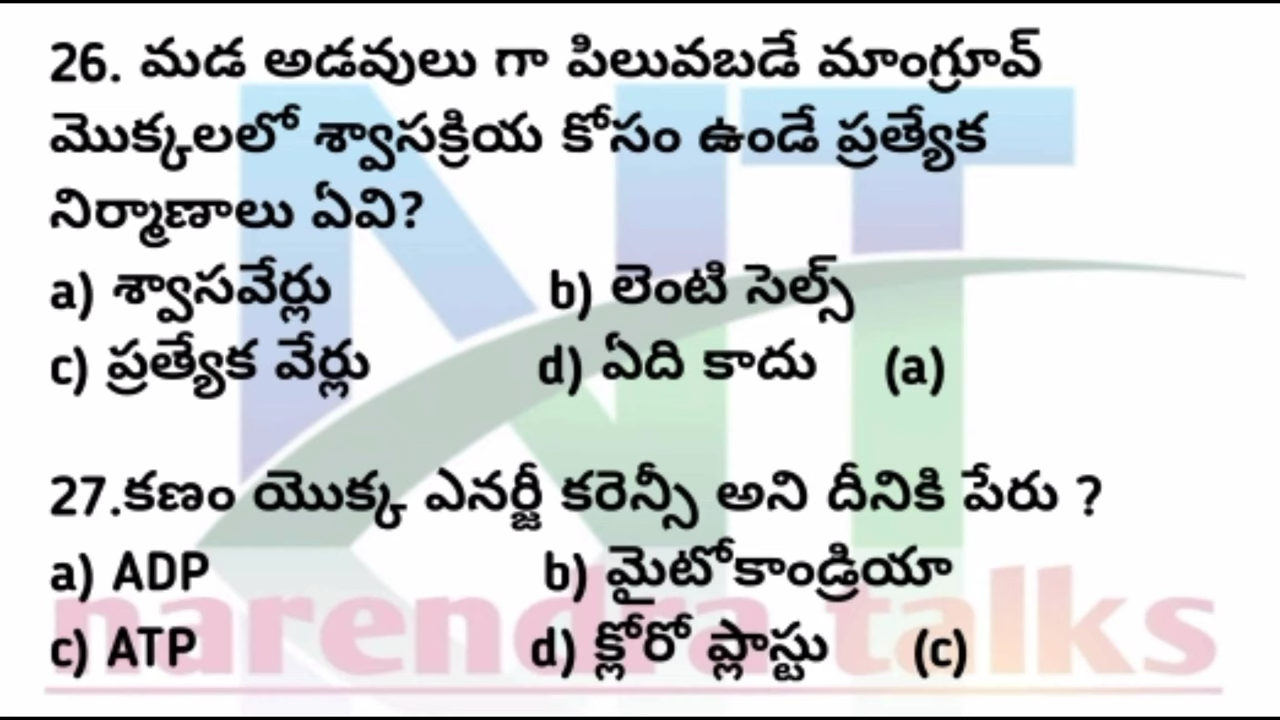 26. మడ అడవులు గా పిలువబడే మాంగ్రూవ్
మొక్కలలో శ్వాసక్రియ కోసం ఉండే ప్రత్యేక
నిర్మాణాలు ఏవి?
a) శ్వాసవేర్లు b) లెంటి సెల్స్
c) ప్రత్యేక వేర్లు d) ఏది కాదు (a)
27.కణం యొక్క ఎనర్జీ కరెన్సీ అని దీనికి పేరు ?
a) ADP b) మైటోకాండ్రియా
c) ATP d) క్లోరో ప్లాస్టు (c)
NT
narendra talks